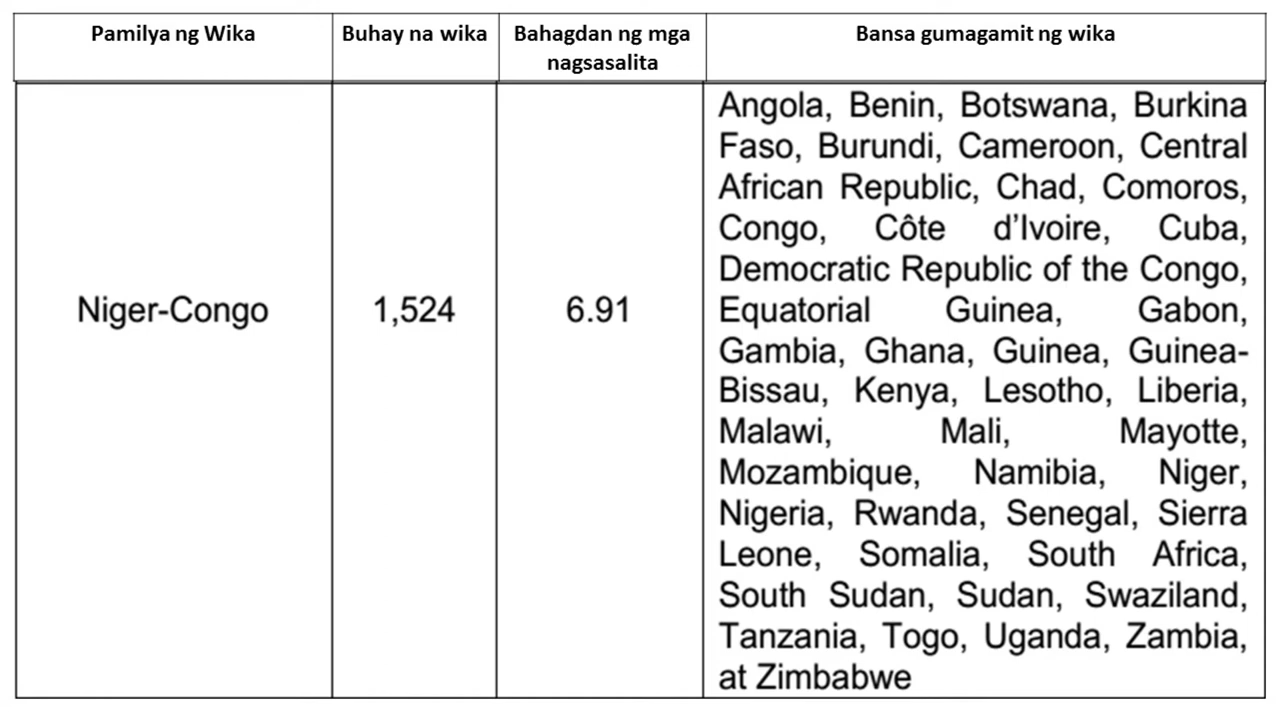 Pamilya ng Wika
Buhay na wika
Bahagdan ng mga
nagsasalita
Bansa gumagamit ng wika
Niger-Congo
1,524
6.91
Angola, Benin, Botswana, Burkina
Faso, Burundi, Cameroon, Central
African Republic, Chad, Comoros,
Congo, Côte d’Ivoire, Cuba,
Democratic Republic of the Congo,
Equatorial Guinea, Gabon,
Gambia, Ghana, Guinea, Guinea-
Bissau, Kenya, Lesotho, Liberia,
Malawi, Mali, Mayotte,
Mozambique, Namibia, Niger,
Nigeria, Rwanda, Senegal, Sierra
Leone, Somalia, South Africa,
South Sudan, Sudan, Swaziland,
Tanzania, Togo, Uganda, Zambia,
at Zimbabwe